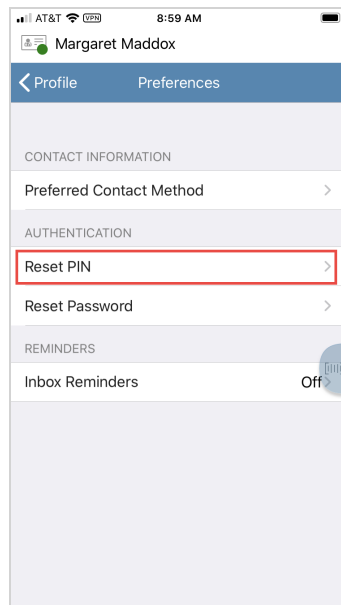 AT&T VPN 8:59 AM
Margaret Maddox
Profile Preferences
CONTACT INFORMATION
Preferred Contact Method
AUTHENTICATION
Reset PIN
Reset Password
REMINDERS
Inbox Reminders Off